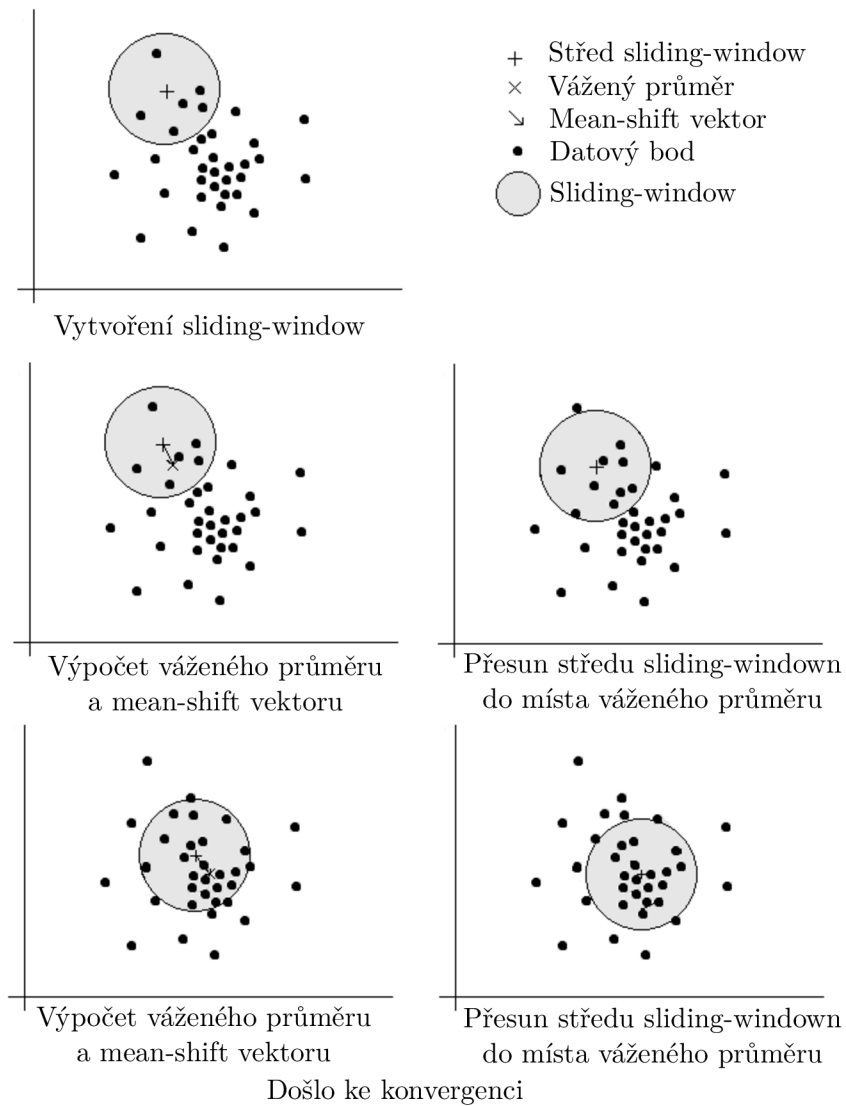 Střed sliding-window
Vážený průměr
Mean-shift vektor
Datový bod
Sliding-window
Vytvoření sliding-window
Výpočet váženého průměru
a mean-shift vektoru
Přesun středu sliding-windown
do místa váženého průměru
Výpočet váženého průměru
a mean-shift vektoru
Přesun středu sliding-windown
do místa váženého průměru
Došlo ke konvergenci